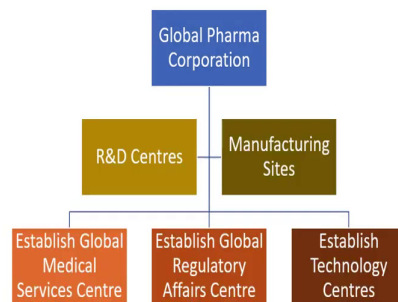 Global Pharma
Corporation
R&D Centres
Manufacturing
Sites
Establish Global
Medical
Services Centre
Establish Global
Regulatory
Affairs Centre
Establish
Technology
Centres